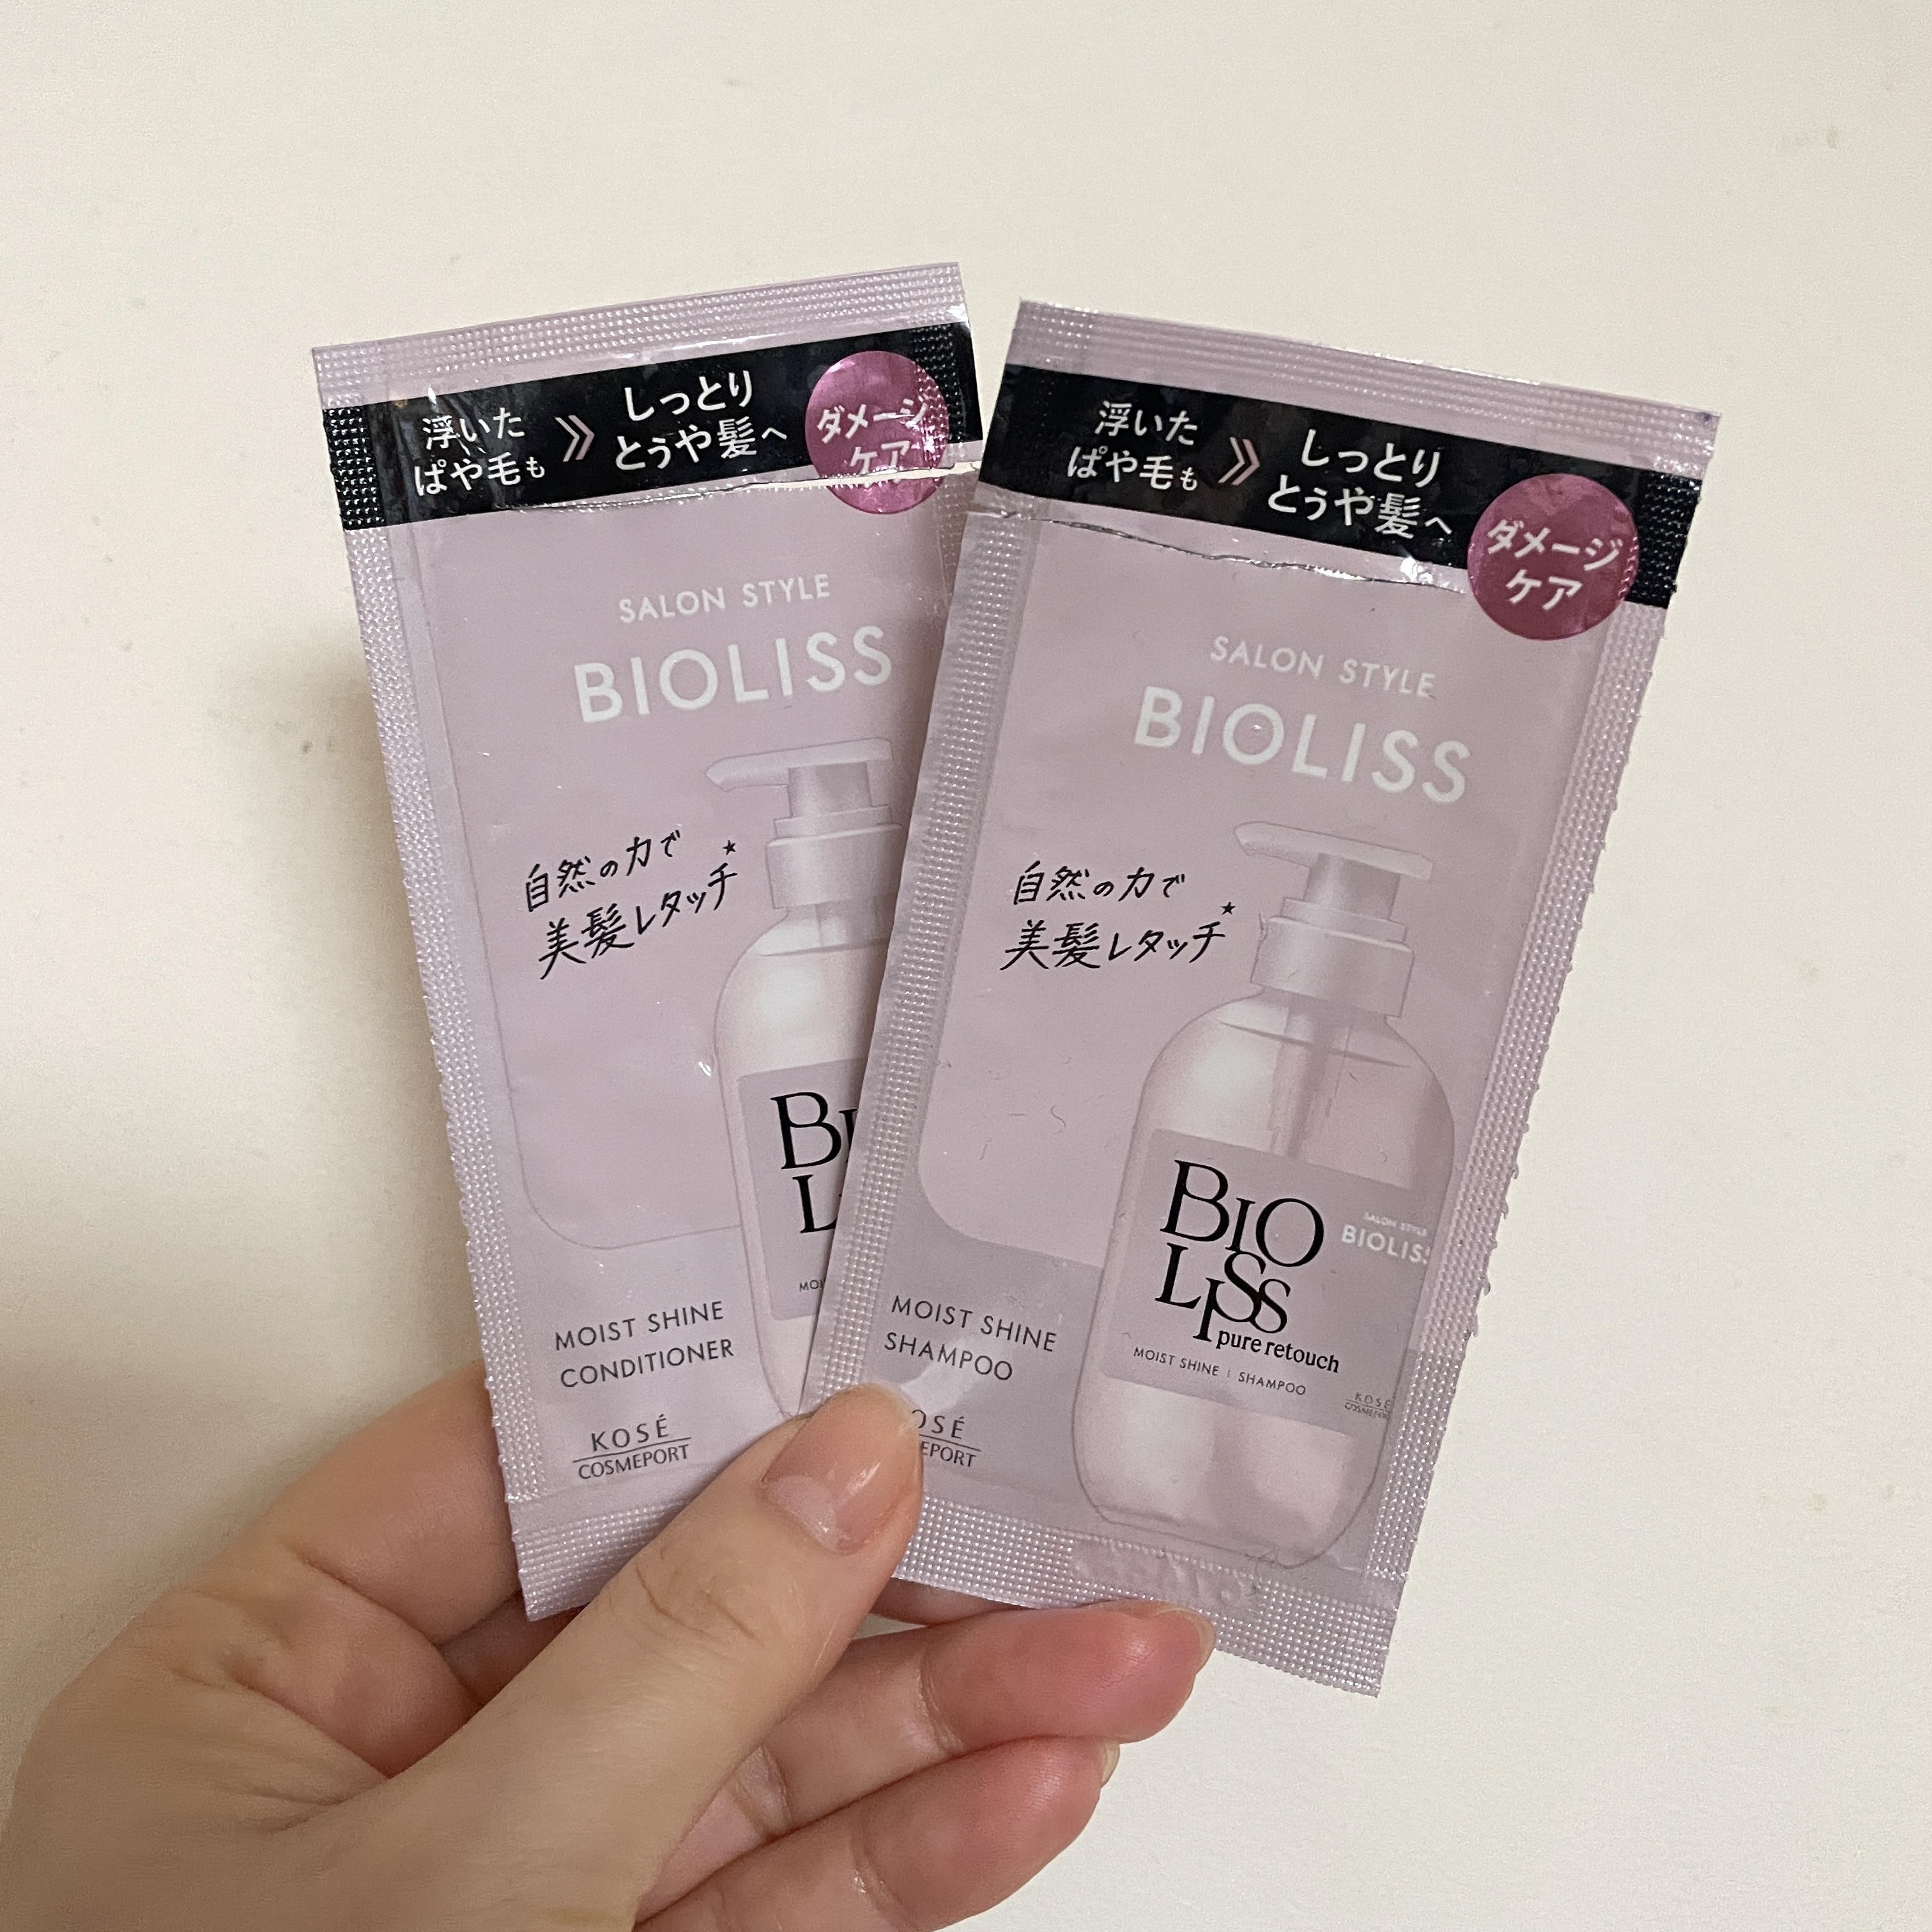 浮いた
ぱや毛も
しっとり
とぅや髪へ
ダメージ
ケア
SALON STYLE
BIOLISS
自然の力で
美髪レタッチ
MOIST SHINE
CONDITIONER
KOSÉ
COSMEPORT
浮いた
ぱや毛も
しっとり
とぅや髪へ
ダメージ
ケア
SALON STYLE
BIOLISS
自然の力で
美髪レタッチ
BIO
LISS
pure retouch
MOIST SHINE | SHAMPOO
SALON STYLE
BIOLISS
MOIST SHINE
SHAMPOO